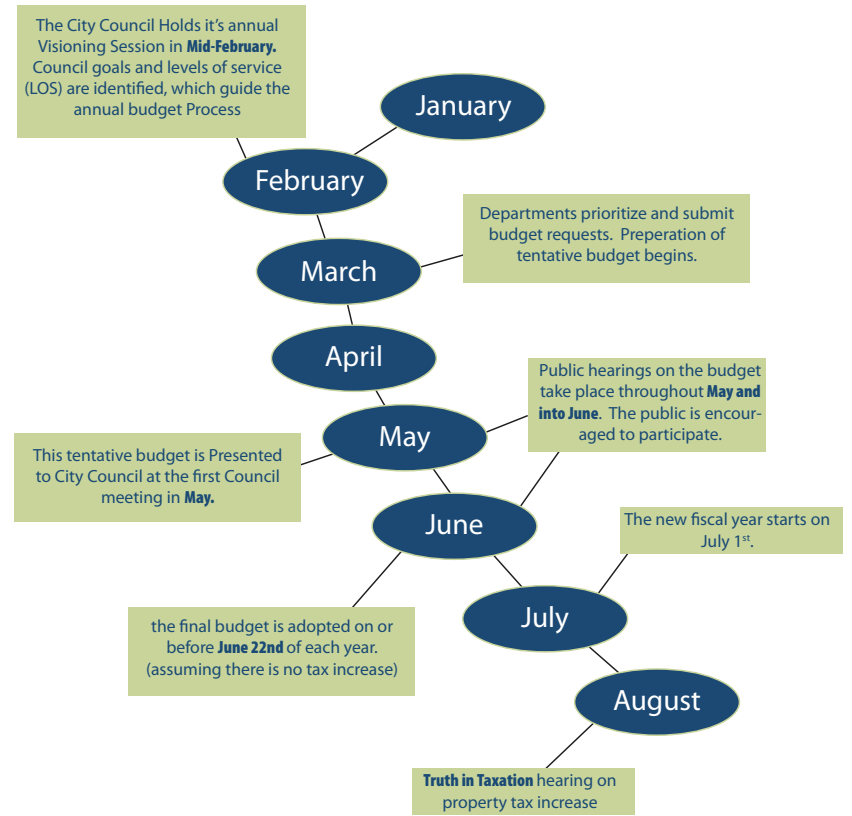 The City Council Holds it's annual
Visioning Session in Mid-February.
Council goals and levels of service
(LOS) are identified, which guide the
annual budget Process
January
February
Departments prioritize and submit
budget requests.  Preperation of
tentative budget begins.
March
April
Public hearings on the budget
take place throughout May and
into June.  The public is encour-
aged to participate.
May
This tentative budget is Presented
to City Council at the first Council
meeting in May.
June
The new fiscal year starts on
July 1st.
the final budget is adopted on or
before June 22nd of each year.
(assuming there is no tax increase)
July
August
Truth in Taxation hearing on
property tax increase